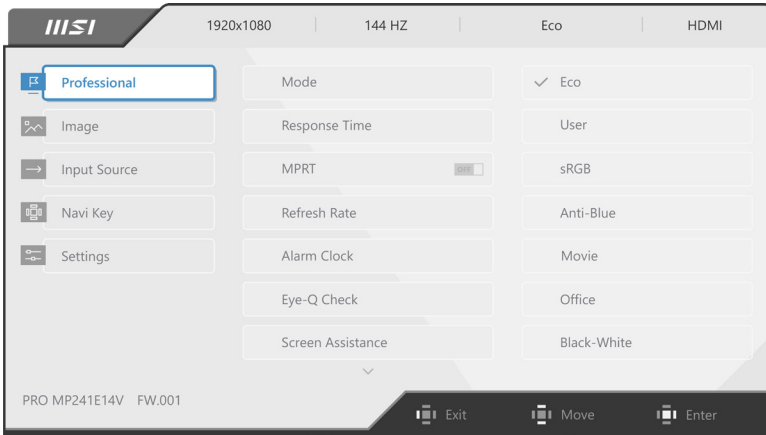 msi 1920x1080 144 HZ Eco HDMI
Professional Mode Eco
Image Response Time User
Input Source MPRT OFF sRGB
Navi Key Refresh Rate Anti-Blue
Settings Alarm Clock Movie
Eye-Q Check Office
Screen Assistance Black-White
PRO MP241E14V FW.001
Exit Move Enter